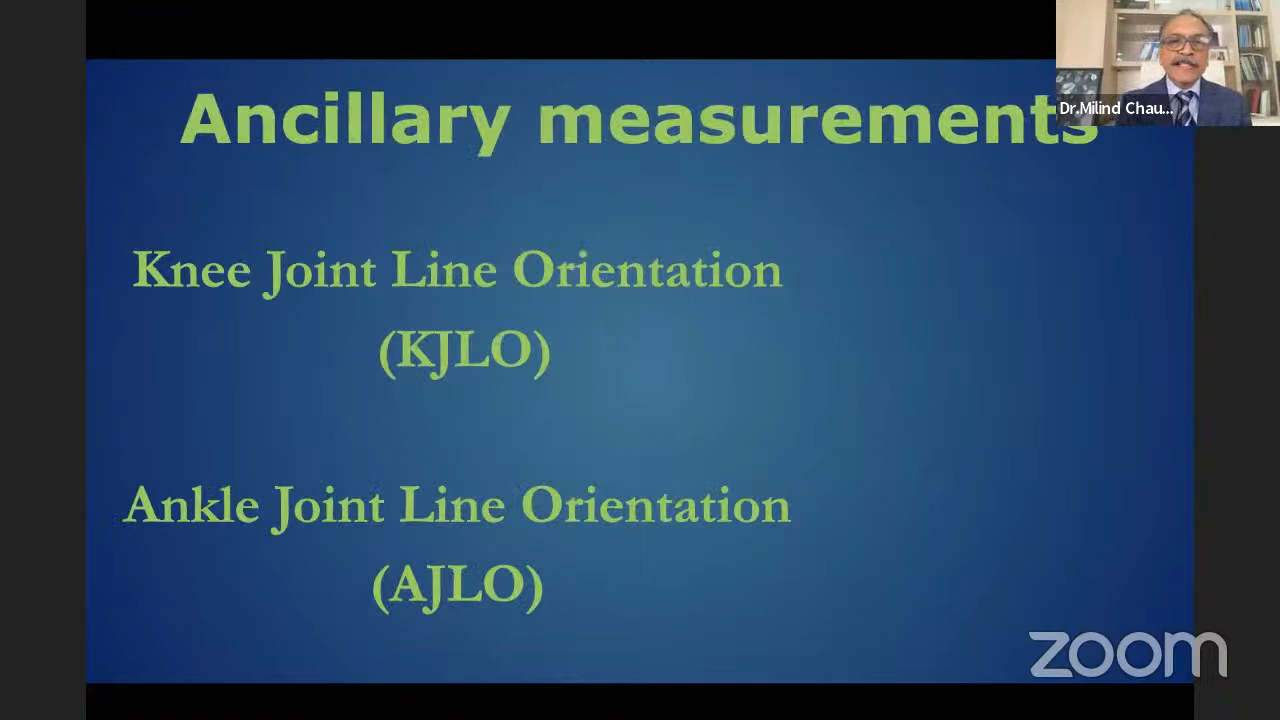 Ancillary measurements
Dr.Milind Chau...
Knee Joint Line Orientation
(KJLO)
Ankle Joint Line Orientation
(AJLO)
zoom